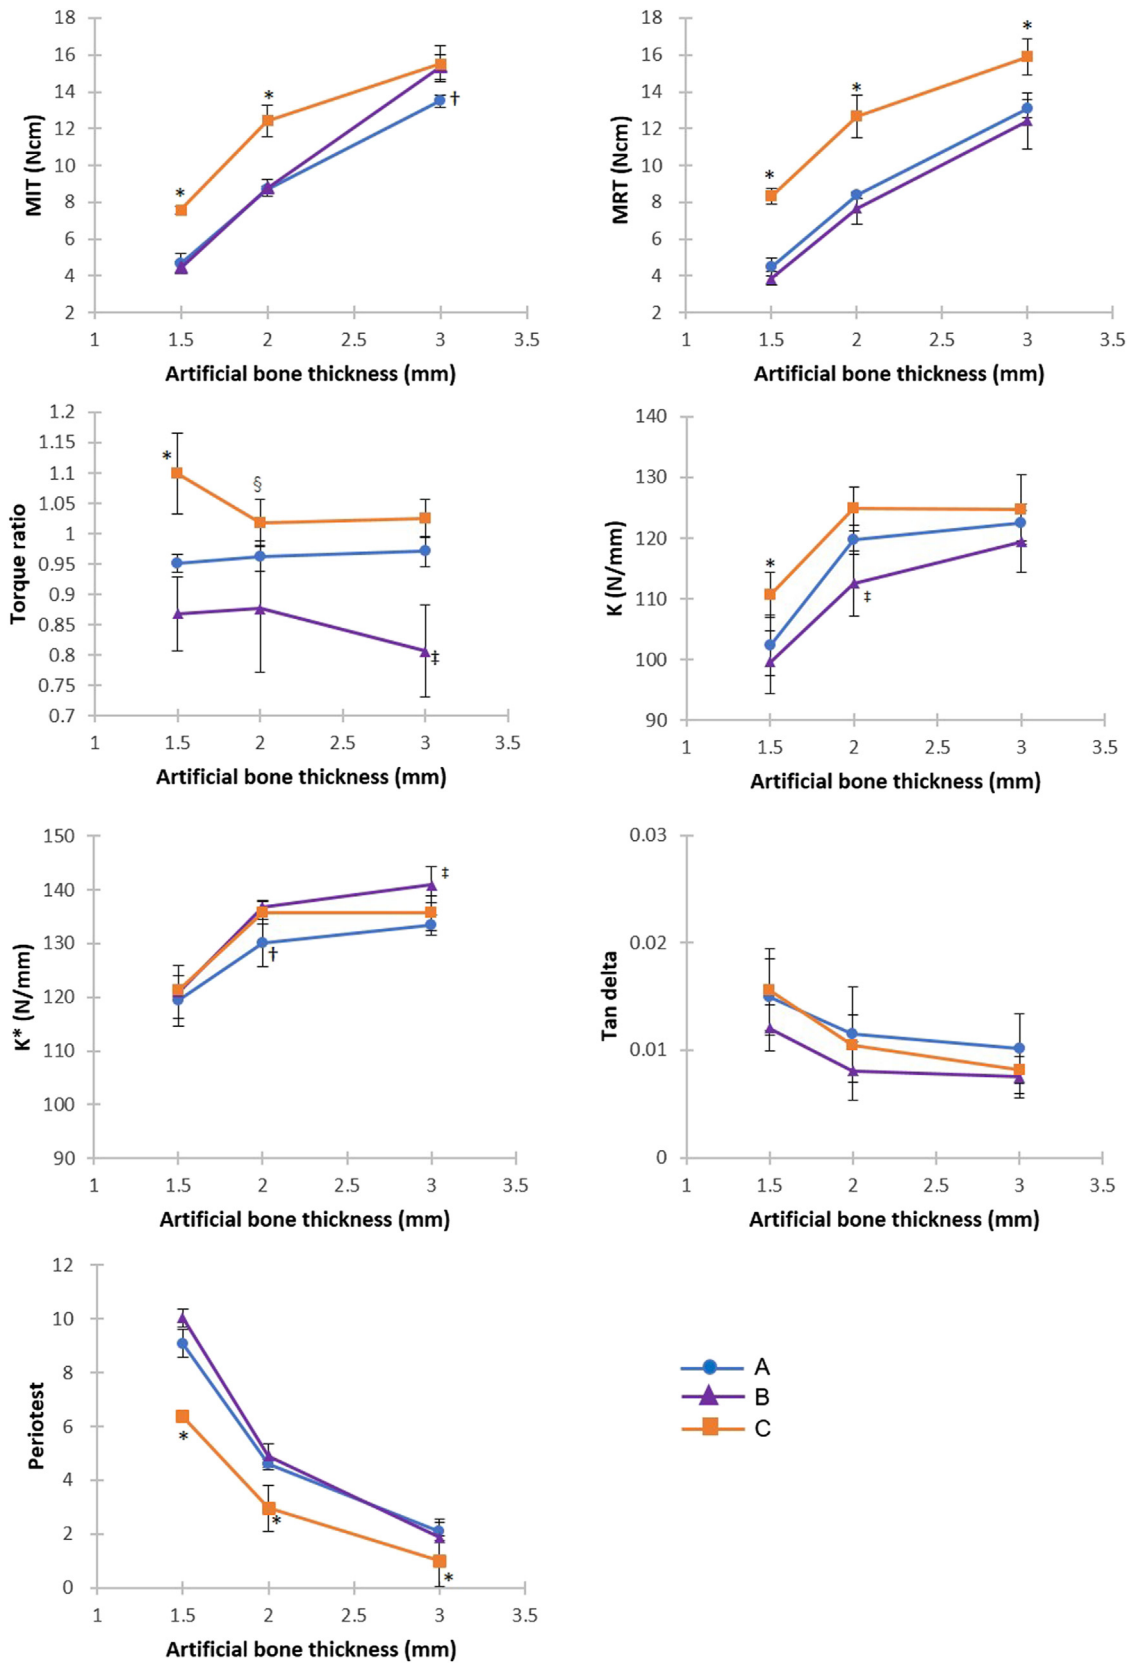 MIT (Ncm)
18
16
14
12
10
8
6
4
2
* * †
1 1.5 2 2.5 3 3.5
Artificial bone thickness (mm)
MRT (Ncm)
18
16
14
12
10
8
6
4
2
* * *
1 1.5 2 2.5 3 3.5
Artificial bone thickness (mm)
Torque ratio
1.2
1.15
1.1
1.05
1
0.95
0.9
0.85
0.8
0.75
0.7
* § ‡
1 1.5 2 2.5 3 3.5
Artificial bone thickness (mm)
K (N/mm)
140
130
120
110
100
90
* ‡
1 1.5 2 2.5 3 3.5
Artificial bone thickness (mm)
K* (N/mm)
150
140
130
120
110
100
90
† ‡
1 1.5 2 2.5 3 3.5
Artificial bone thickness (mm)
Tan delta
0.03
0.02
0.01
0
1 1.5 2 2.5 3 3.5
Artificial bone thickness (mm)
Periotest
12
10
8
6
4
2
0
* * *
1 1.5 2 2.5 3 3.5
Artificial bone thickness (mm)
A
B
C